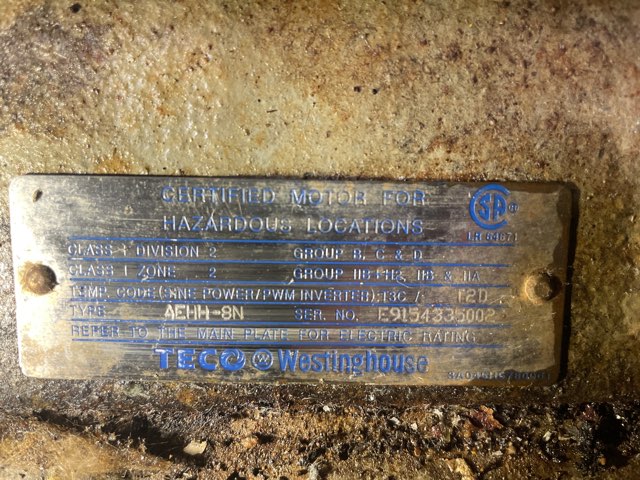 CERTIFIED MOTOR FOR
HAZARDOUS LOCATIONS
LR 64671
CLASS I DIVISION 2 GROUP B, C & D
CLASS I ZONE 2 GROUP IIB+H2, IIB & IIA
TEMP. CODE(SINE POWER/PWM INVERTER):T3C / T2D
TYPE AEHH-8N SER. NO. E9154335002
REFER TO THE MAIN PLATE FOR ELECTRIC RATING
TECO Westinghouse